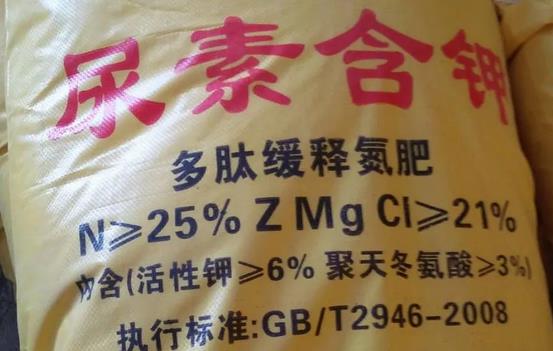 尿素含钾
多肽缓释氮肥
N≥25% Z Mg Cl≥21%
内含(活性钾≥6% 聚天冬氨酸≥3%)
执行标准:GB/T2946-2008